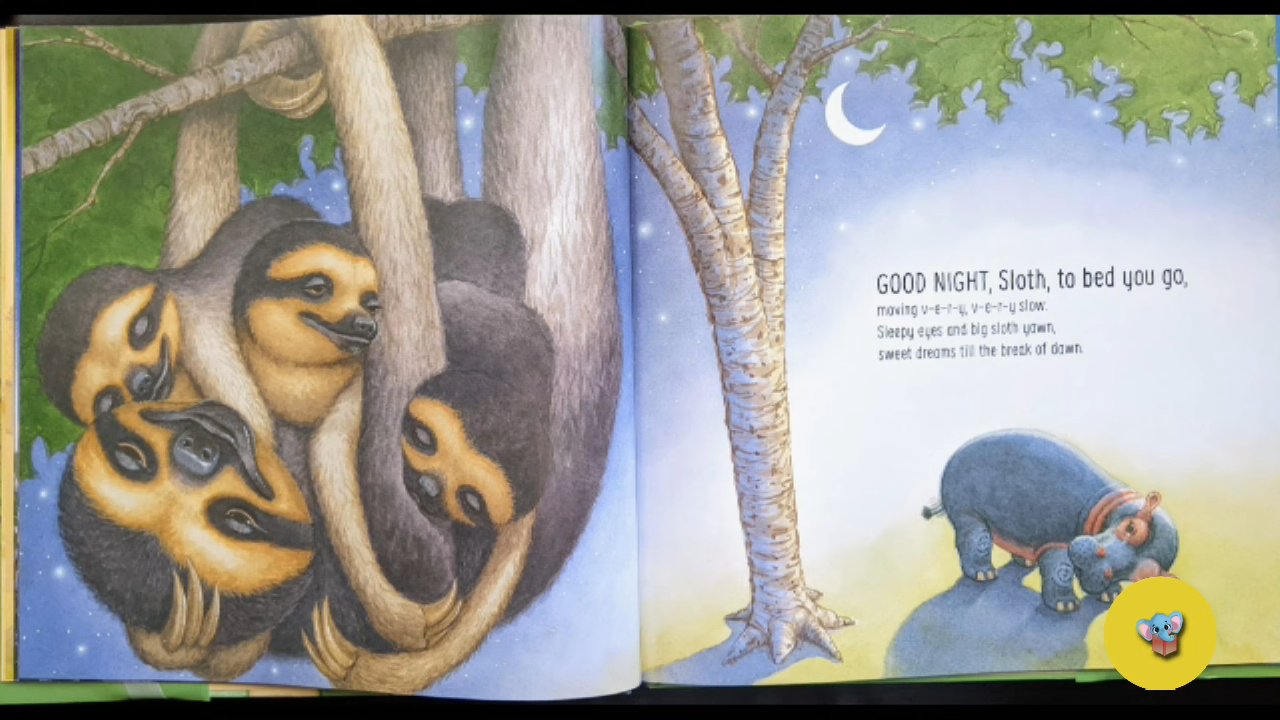 GOOD NIGHT, Sloth, to bed you go,
moving v-e-r-y, v-e-r-y slow.
Sleepy eyes and big sloth yawn,
sweet dreams till the break of dawn.